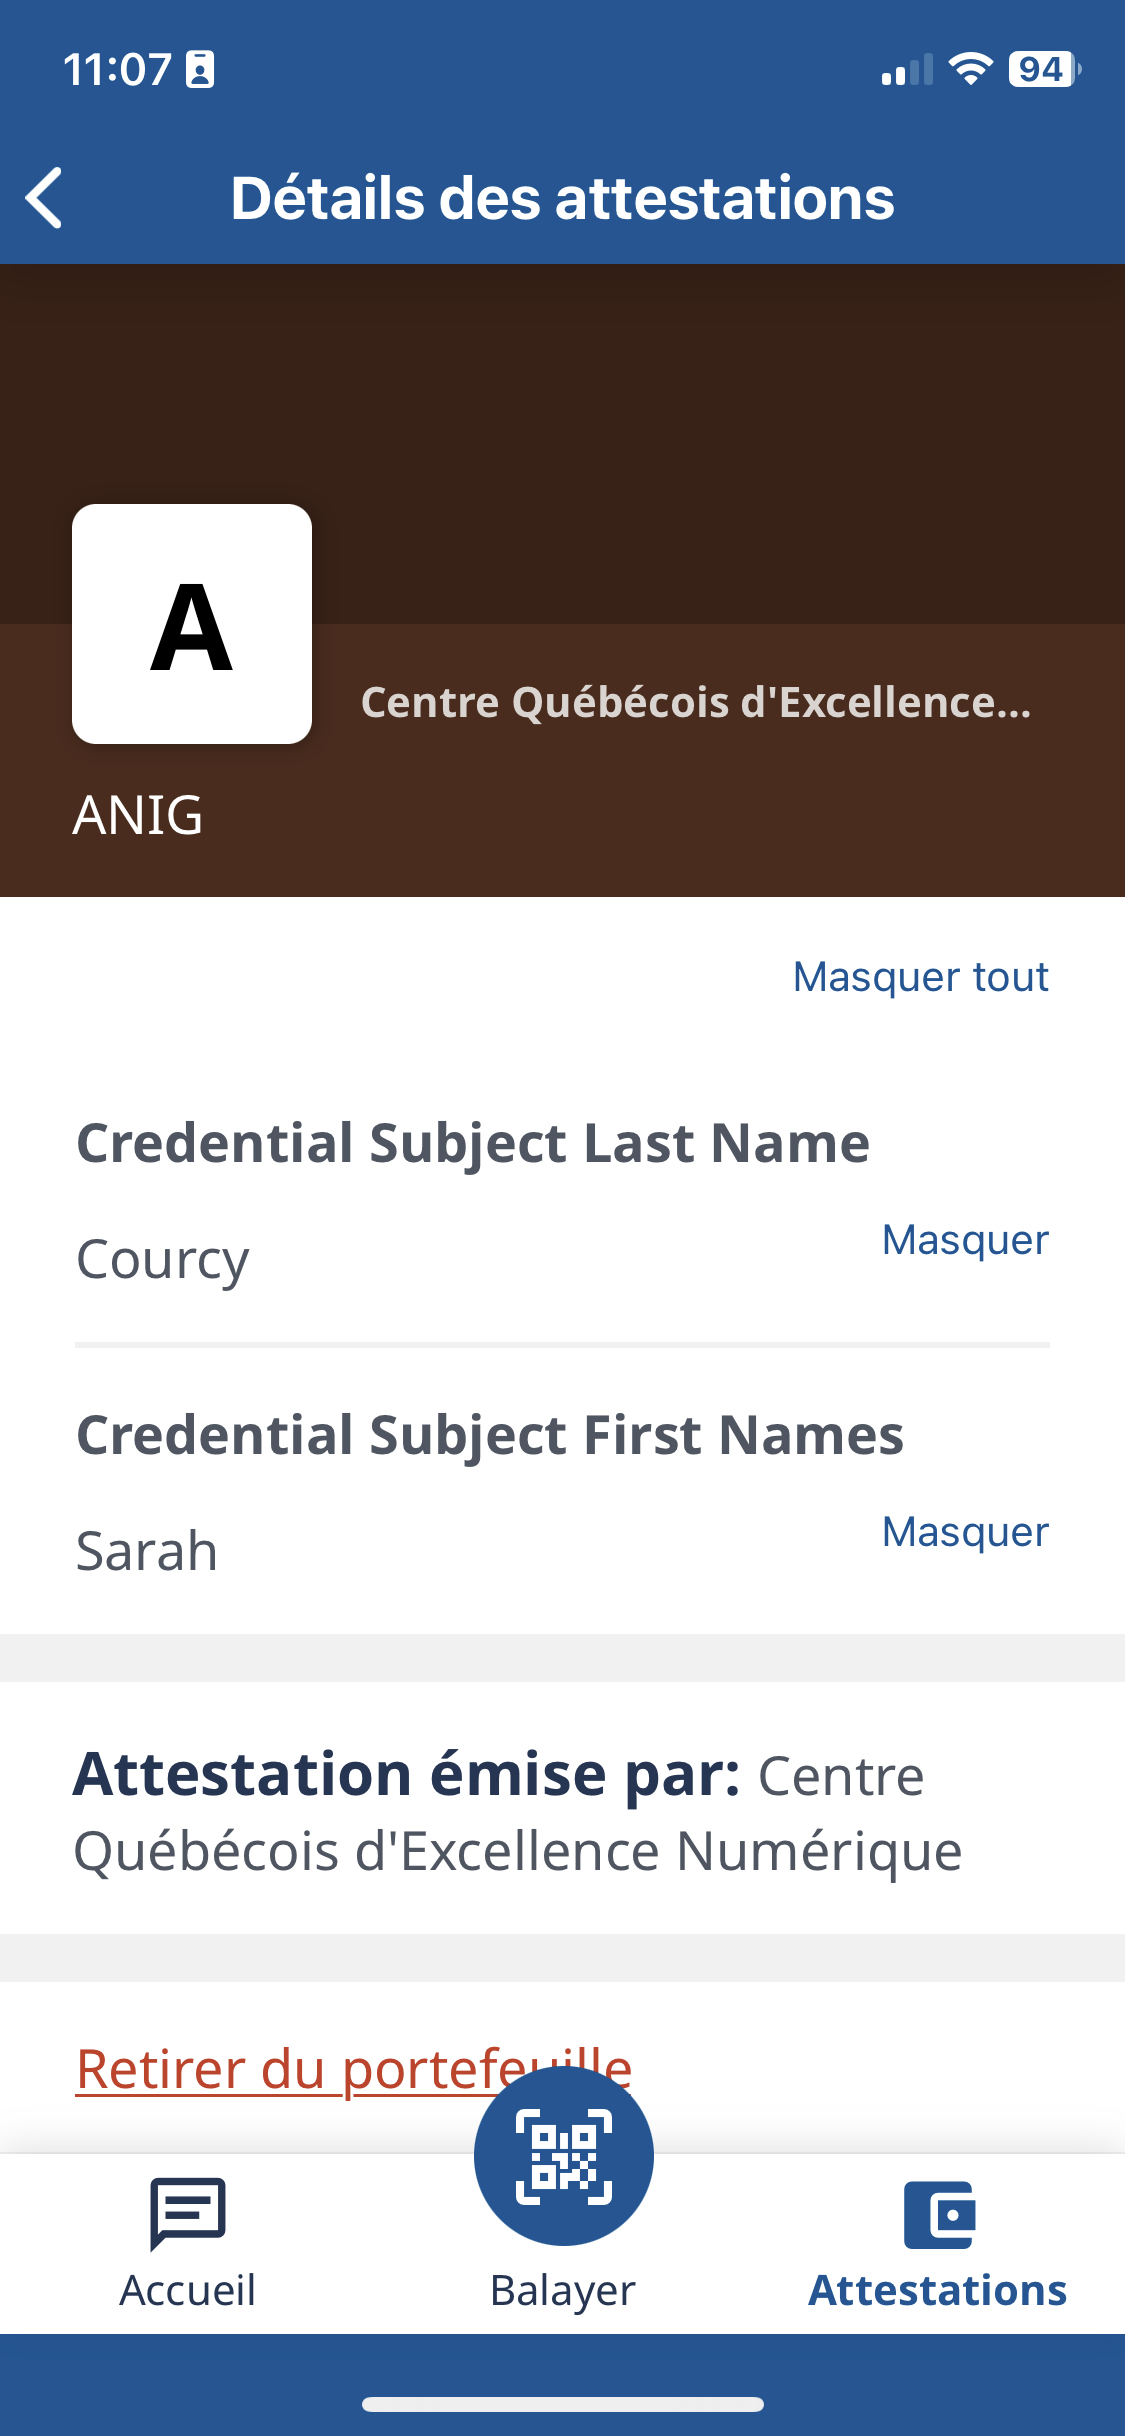 11:07
94
Détails des attestations
A
Centre Québécois d'Excellence...
ANIG
Masquer tout
Credential Subject Last Name
Courcy
Masquer
Credential Subject First Names
Sarah
Masquer
Attestation émise par: Centre
Québécois d'Excellence Numérique
Retirer du portefeuille
Accueil
Balayer
Attestations